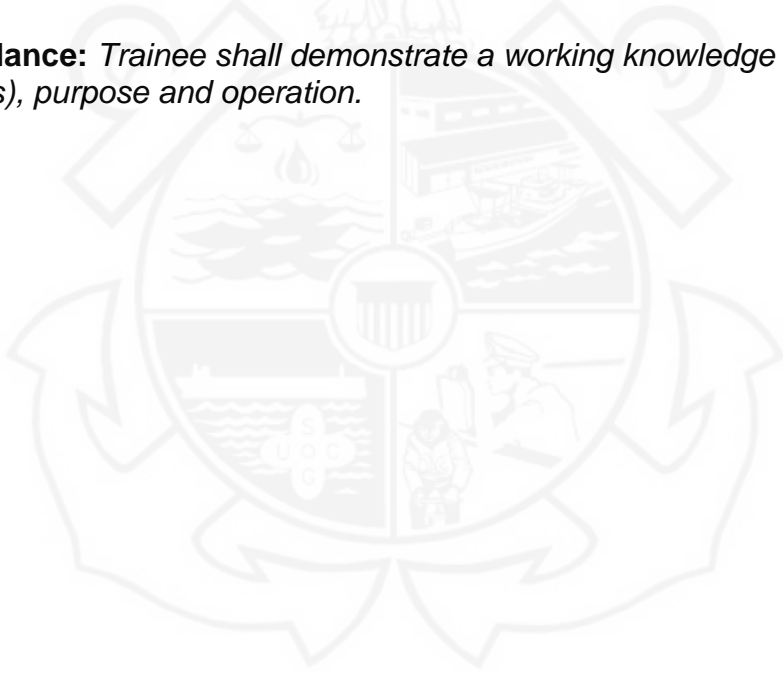 lance: Trainee shall demonstrate a working knowledge
s), purpose and operation.
S
U O C
G